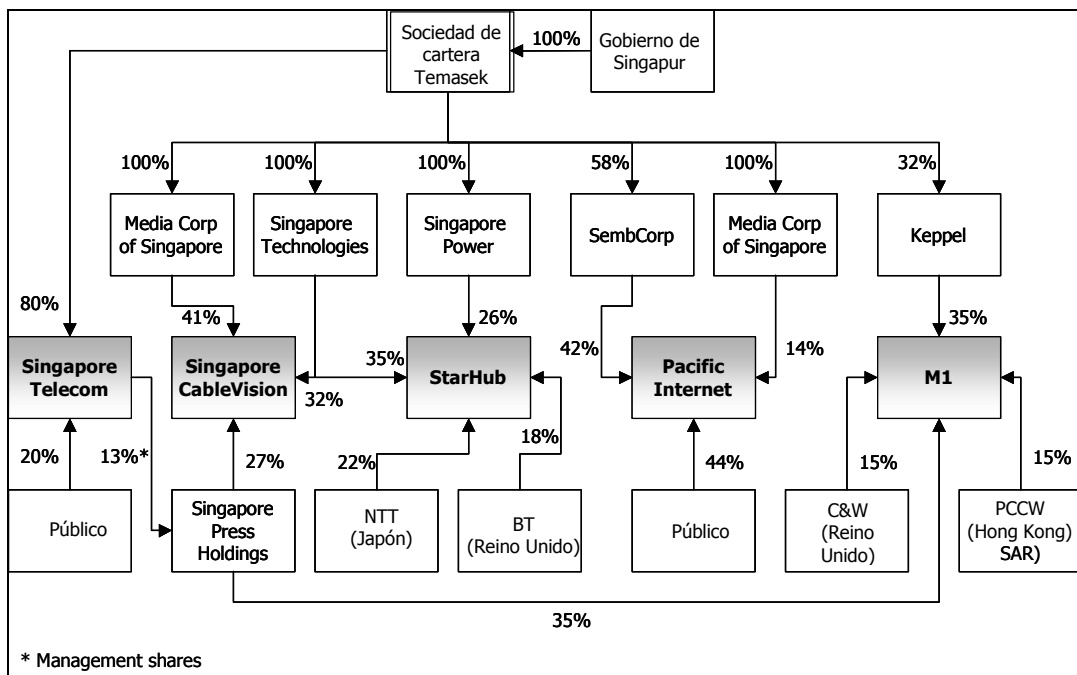 Sociedad de
cartera
Temasek
100%
Gobierno de
Singapur
100%
100%
100%
58%
100%
32%
Media Corp
of Singapore
Singapore
Technologies
Singapore
Power
SembCorp
Media Corp
of Singapore
Keppel
80%
41%
26%
35%
35%
42%
14%
32%
Singapore
Telecom
Singapore
CableVision
StarHub
Pacific
Internet
M1
20%
13%*
27%
22%
18%
44%
15%
15%
Público
Singapore
Press
Holdings
NTT
(Japón)
BT
(Reino Unido)
Público
C&W
(Reino
Unido)
PCCW
(Hong Kong)
SAR)
35%
* Management shares